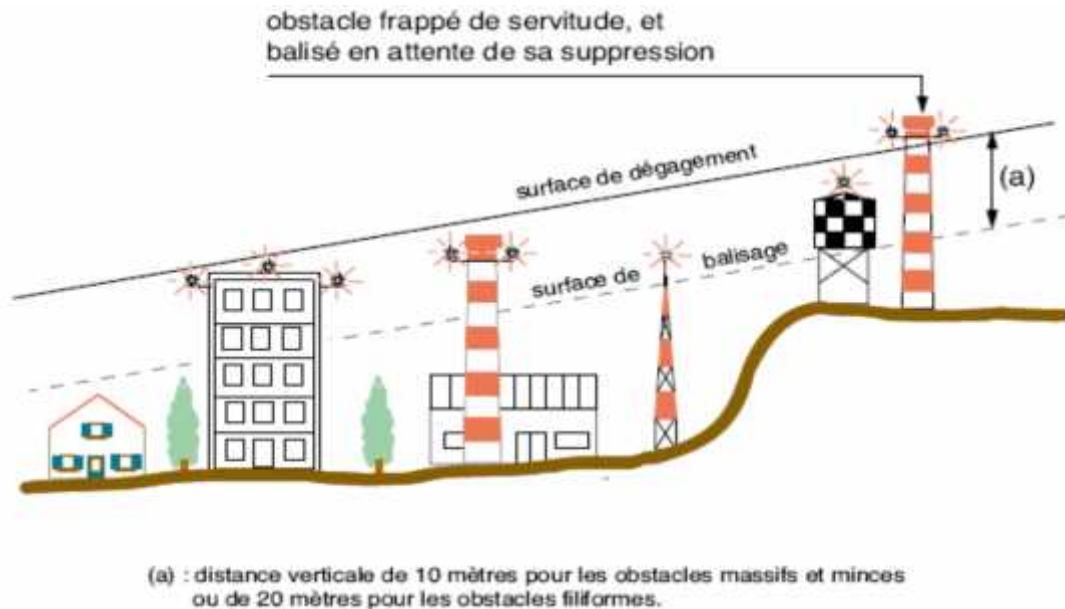 obstacle frappé de servitude, et
balisé en attente de sa suppression
surface de dégagement
(a)
surface de balisage
(a) : distance verticale de 10 mètres pour les obstacles massifs et minces
ou de 20 mètres pour les obstacles filiformes.